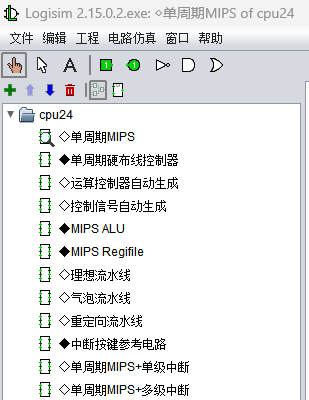 Logisim 2.15.0.2.exe: ◇单周期MIPS of cpu24
文件 编辑 工程 电路仿真 窗口 帮助
A
cpu24
◇单周期MIPS
◆单周期硬布线控制器
◇运算控制器自动生成
◇控制信号自动生成
◆MIPS ALU
◆MIPS Regifile
◇理想流水线
◇气泡流水线
◇重定向流水线
◆中断按键参考电路
◇单周期MIPS+单级中断
◇单周期MIPS+多级中断